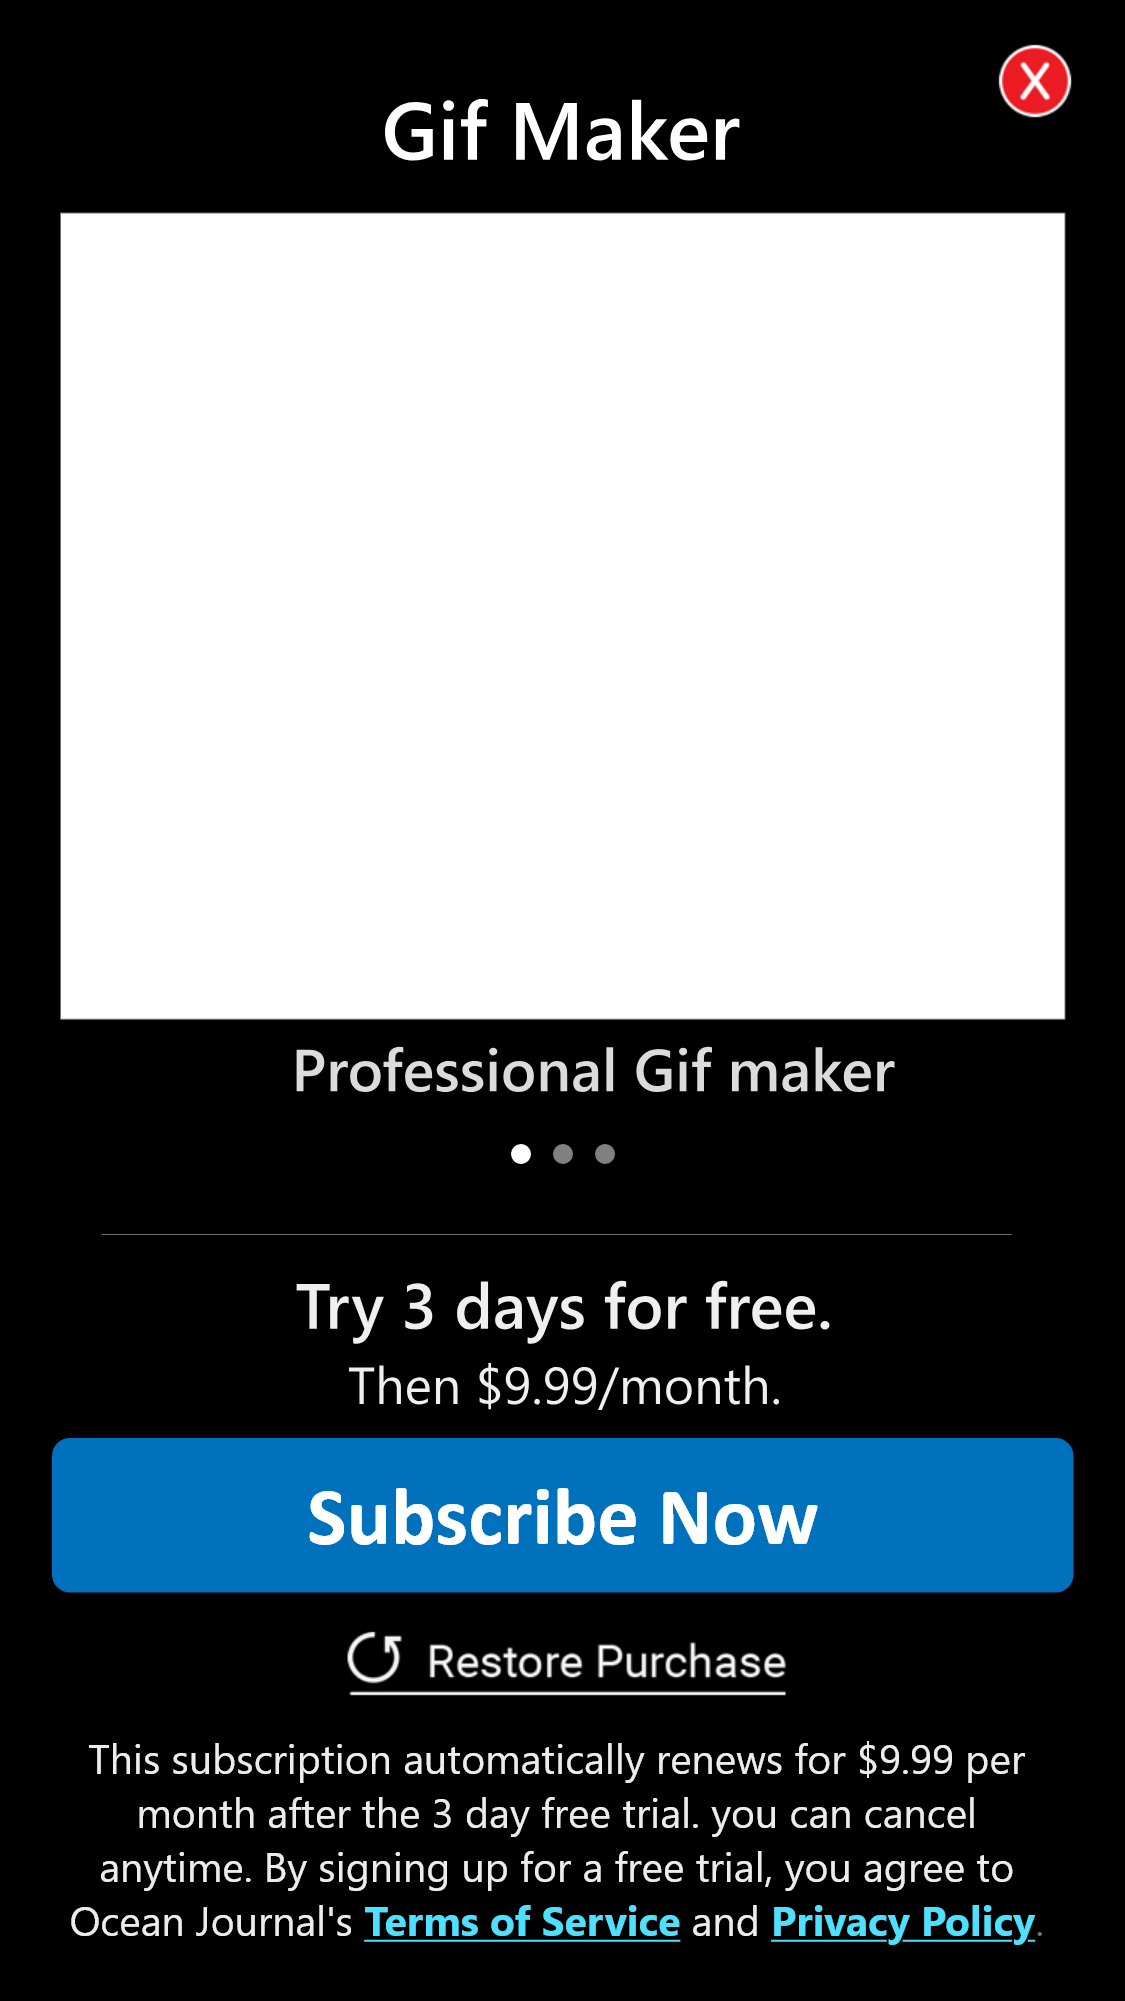 X
Gif Maker
Professional Gif maker
Try 3 days for free.
Then $9.99/month.
Subscribe Now
Restore Purchase
This subscription automatically renews for $9.99 per
month after the 3 day free trial. you can cancel
anytime. By signing up for a free trial, you agree to
Ocean Journal's Terms of Service and Privacy Policy.